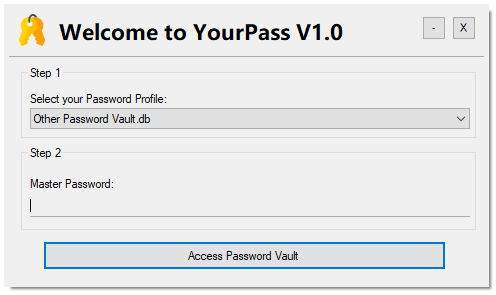 Welcome to YourPass V1.0
-
X
Step 1
Select your Password Profile:
Other Password Vault.db
Step 2
Master Password:
Access Password Vault